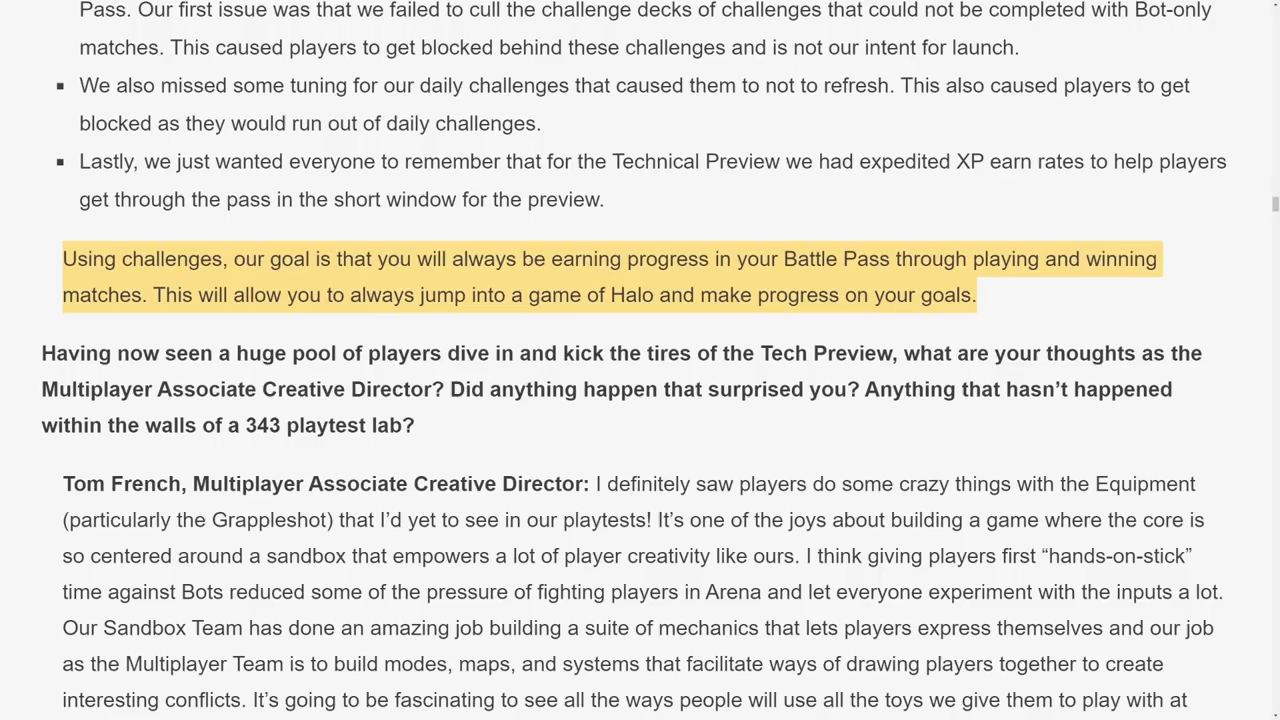 Pass. Our first issue was that we failed to cull the challenge decks of challenges that could not be completed with Bot-only
matches. This caused players to get blocked behind these challenges and is not our intent for launch.
▪ We also missed some tuning for our daily challenges that caused them to not to refresh. This also caused players to get
blocked as they would run out of daily challenges.
▪ Lastly, we just wanted everyone to remember that for the Technical Preview we had expedited XP earn rates to help players
get through the pass in the short window for the preview.
Using challenges, our goal is that you will always be earning progress in your Battle Pass through playing and winning
matches. This will allow you to always jump into a game of Halo and make progress on your goals.
Having now seen a huge pool of players dive in and kick the tires of the Tech Preview, what are your thoughts as the
Multiplayer Associate Creative Director? Did anything happen that surprised you? Anything that hasn’t happened
within the walls of a 343 playtest lab?
Tom French, Multiplayer Associate Creative Director: I definitely saw players do some crazy things with the Equipment
(particularly the Grappleshot) that I’d yet to see in our playtests! It’s one of the joys about building a game where the core is
so centered around a sandbox that empowers a lot of player creativity like ours. I think giving players first “hands-on-stick”
time against Bots reduced some of the pressure of fighting players in Arena and let everyone experiment with the inputs a lot.
Our Sandbox Team has done an amazing job building a suite of mechanics that lets players express themselves and our job
as the Multiplayer Team is to build modes, maps, and systems that facilitate ways of drawing players together to create
interesting conflicts. It’s going to be fascinating to see all the ways people will use all the toys we give them to play with at